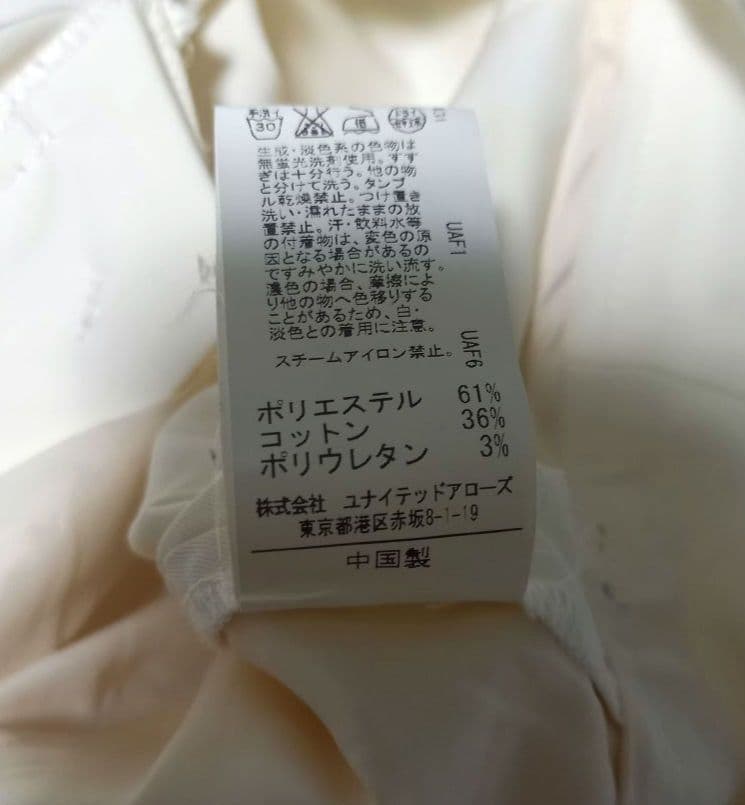 手洗イ
30
低
ドライ
セキユ系
生成・淡色系の色物は
無蛍光洗剤使用。すす
ぎは十分行う。他の物
と分けて洗う。タンブ
ル乾燥禁止。つけ置き
洗い・濡れたままの放
置禁止。汗・飲料水等
の付着物は、変色の原
因となる場合があるの
ですみやかに洗い流す。
濃色の場合、摩擦によ
り他の物へ色移りする
ことがあるため、白・
淡色との着用に注意。
UAF1
スチームアイロン禁止。
UAF6
ポリエステル 61%
コットン 36%
ポリウレタン 3%
株式会社 ユナイテッドアローズ
東京都港区赤坂8-1-19
中国製